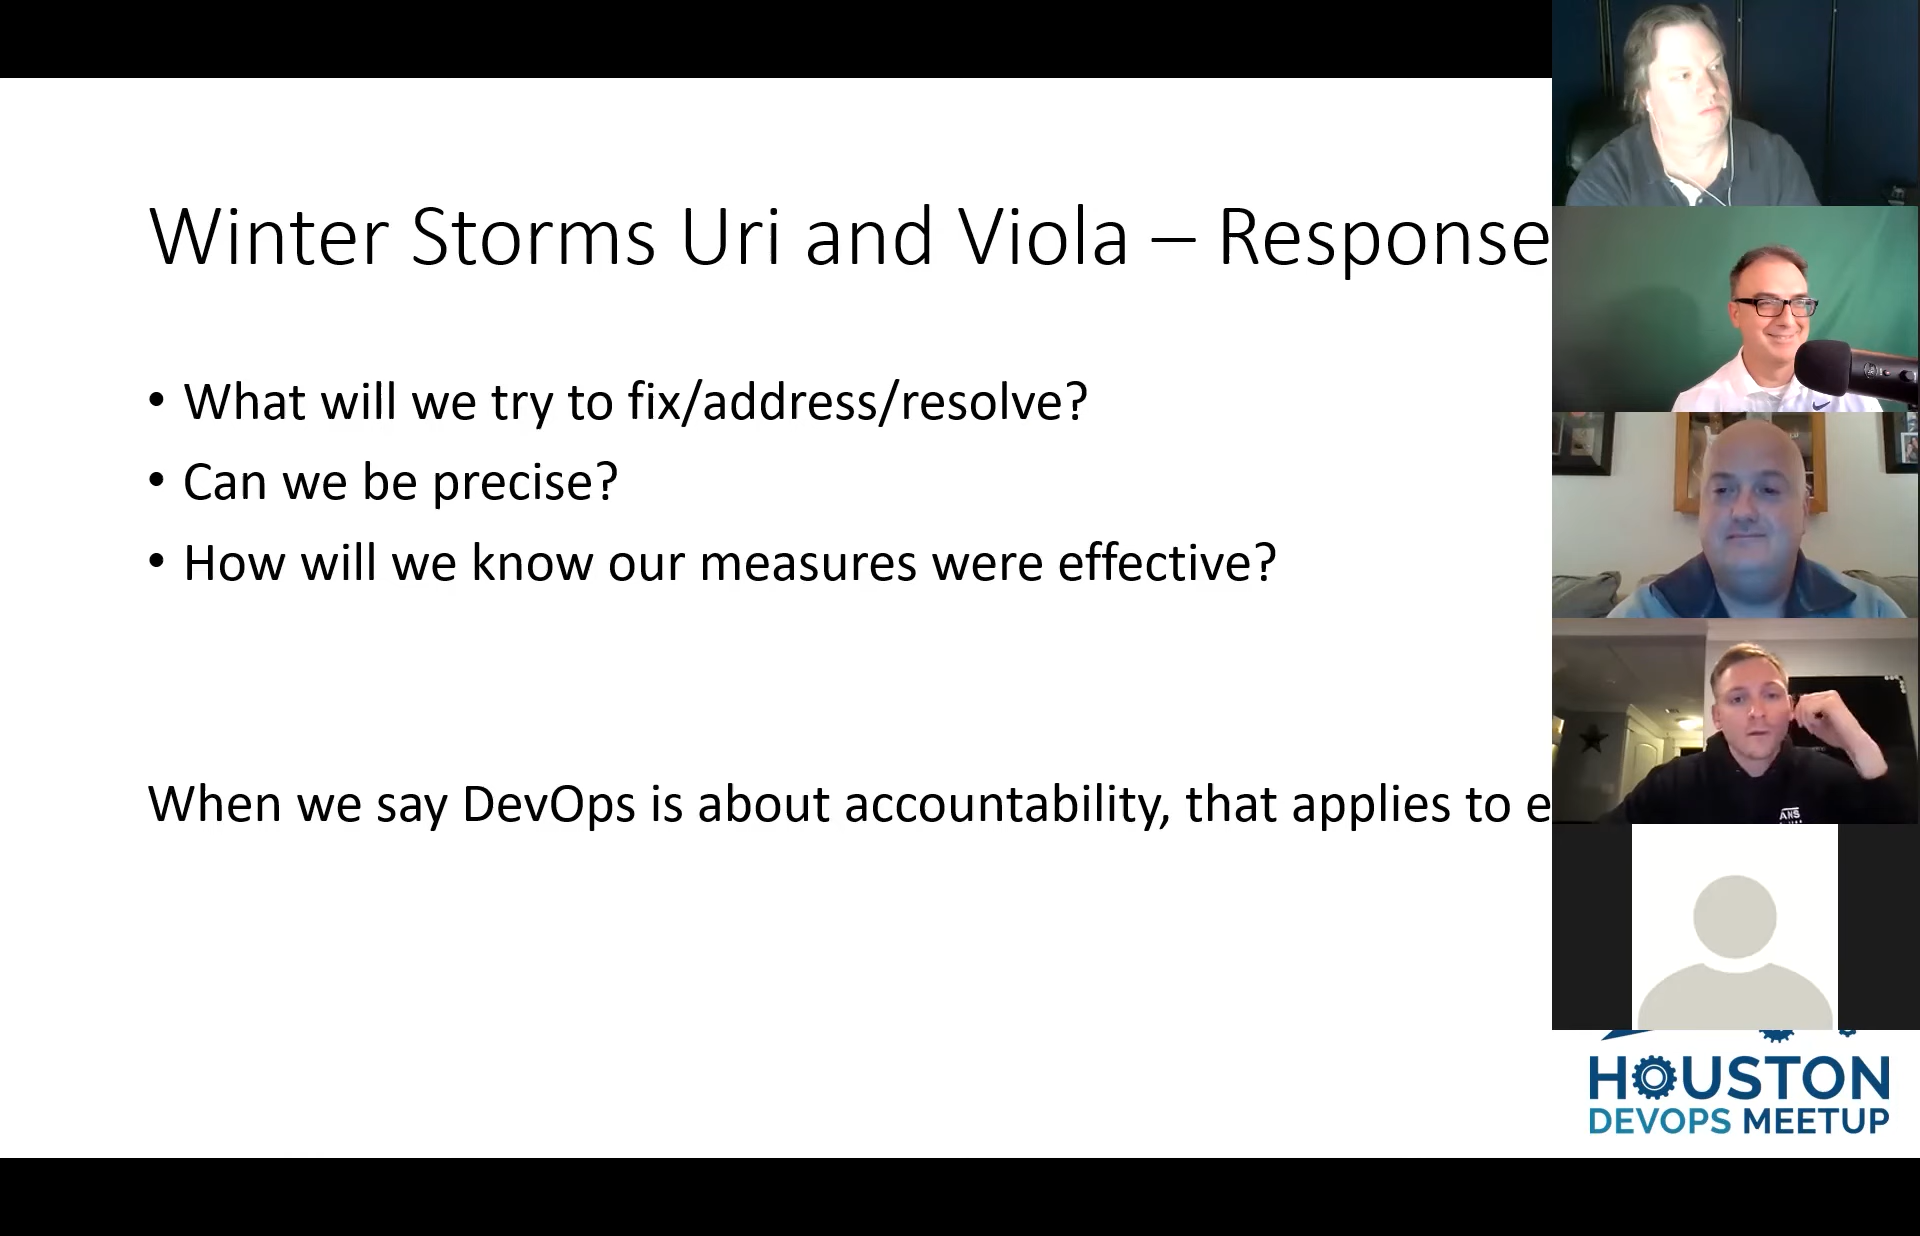 Winter Storms Uri and Viola – Response
• What will we try to fix/address/resolve?
• Can we be precise?
• How will we know our measures were effective?
When we say DevOps is about accountability, that applies to e
ANS
HOUSTON
DEVOPS MEETUP